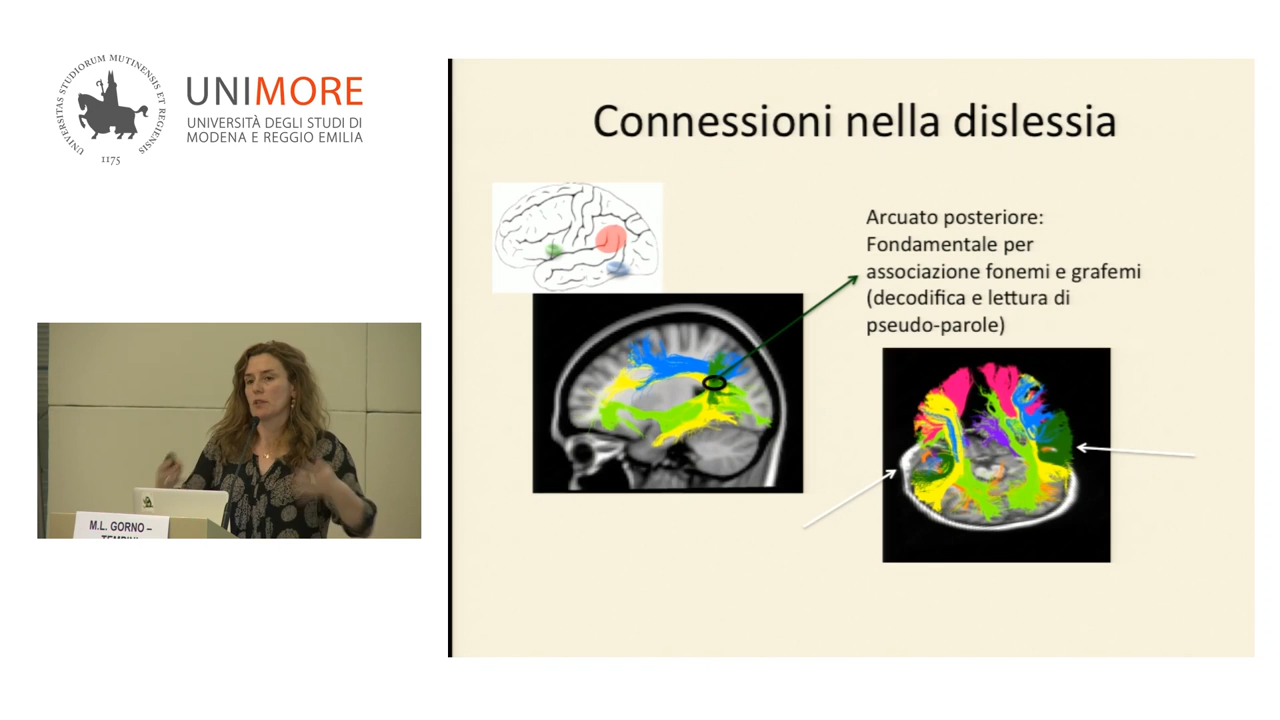 UNIVERSITAS STUDIORUM MUTINENSIS ET REGIENSIS
1175
UNIMORE
UNIVERSITÀ DEGLI STUDI DI
MODENA E REGGIO EMILIA
M.L. GORNO –
Connessioni nella dislessia
Arcuato posteriore:
Fondamentale per
associazione fonemi e grafemi
(decodifica e lettura di
pseudo-parole)